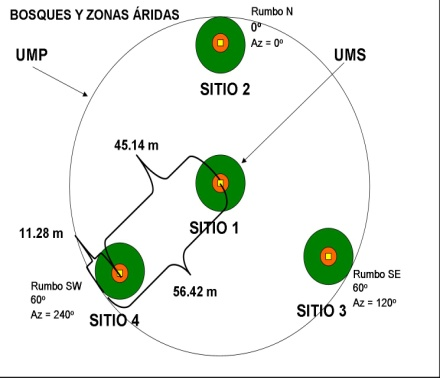 BOSQUES Y ZONAS ÁRIDAS
Rumbo N
0º
Az = 0º
UMP
UMS
SITIO 2
45.14 m
SITIO 1
11.28 m
56.42 m
Rumbo SW
60º
Az = 240º
SITIO 4
Rumbo SE
60º
Az = 120º
SITIO 3